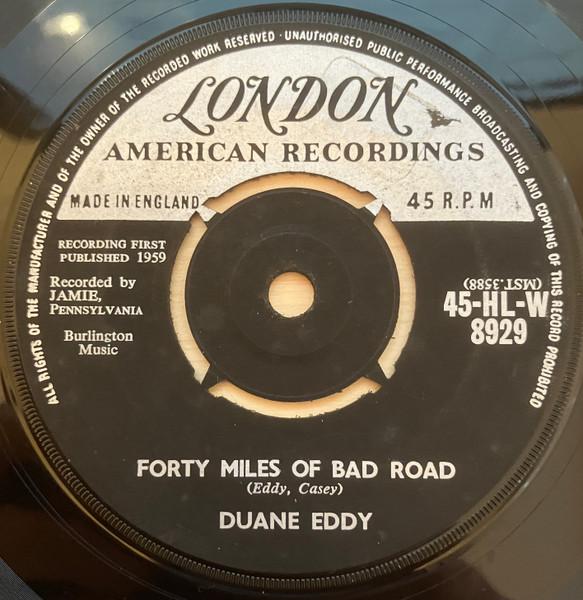 ALL RIGHTS OF THE MANUFACTURER AND OF THE OWNER OF THE RECORDED WORK RESERVED · UNAUTHORISED PUBLIC PERFORMANCE BROADCASTING AND COPYING OF THIS RECORD PROHIBITED
LONDON
AMERICAN RECORDINGS
MADE IN ENGLAND
45 R.P.M
RECORDING FIRST
PUBLISHED 1959
Recorded by
JAMIE,
PENNSYLVANIA
Burlington
Music
(MST.3588)
45-HL-W
8929
FORTY MILES OF BAD ROAD
(Eddy, Casey)
DUANE EDDY